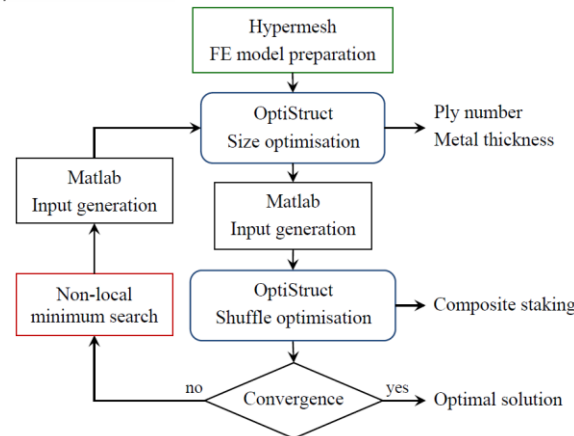 Hypermesh
FE model preparation
OptiStruct
Size optimisation
Ply number
Metal thickness
Matlab
Input generation
Matlab
Input generation
Non-local
minimum search
OptiStruct
Shuffle optimisation
Composite staking
no
Convergence
yes
Optimal solution